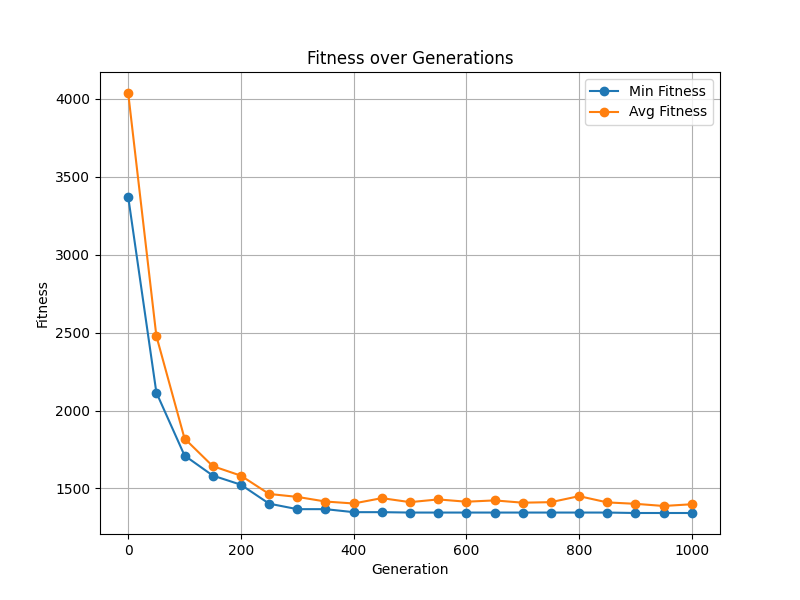 Fitness over Generations
Min Fitness
Avg Fitness
4000
3500
3000
2500
2000
1500
Fitness
0 200 400 600 800 1000
Generation